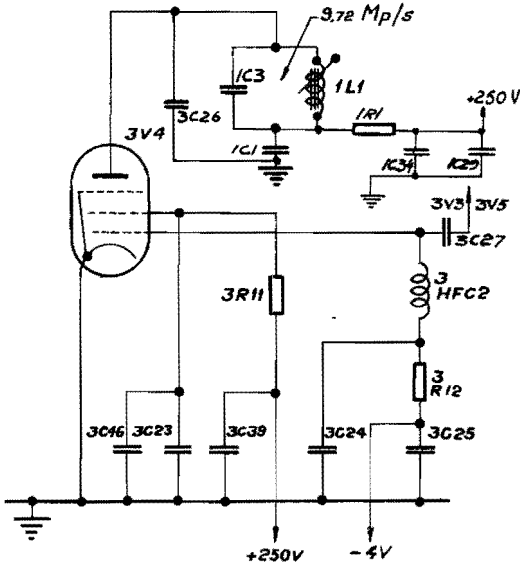 9,72 Mp/s
1C3
1L1
3C26
1R1
+250V
3V4
1C1
1C34
1C29
3V3
3V5
3C27
3R11
3
HFC2
3
R12
3C46
3C23
3C39
3C24
3C25
+250V
-4V